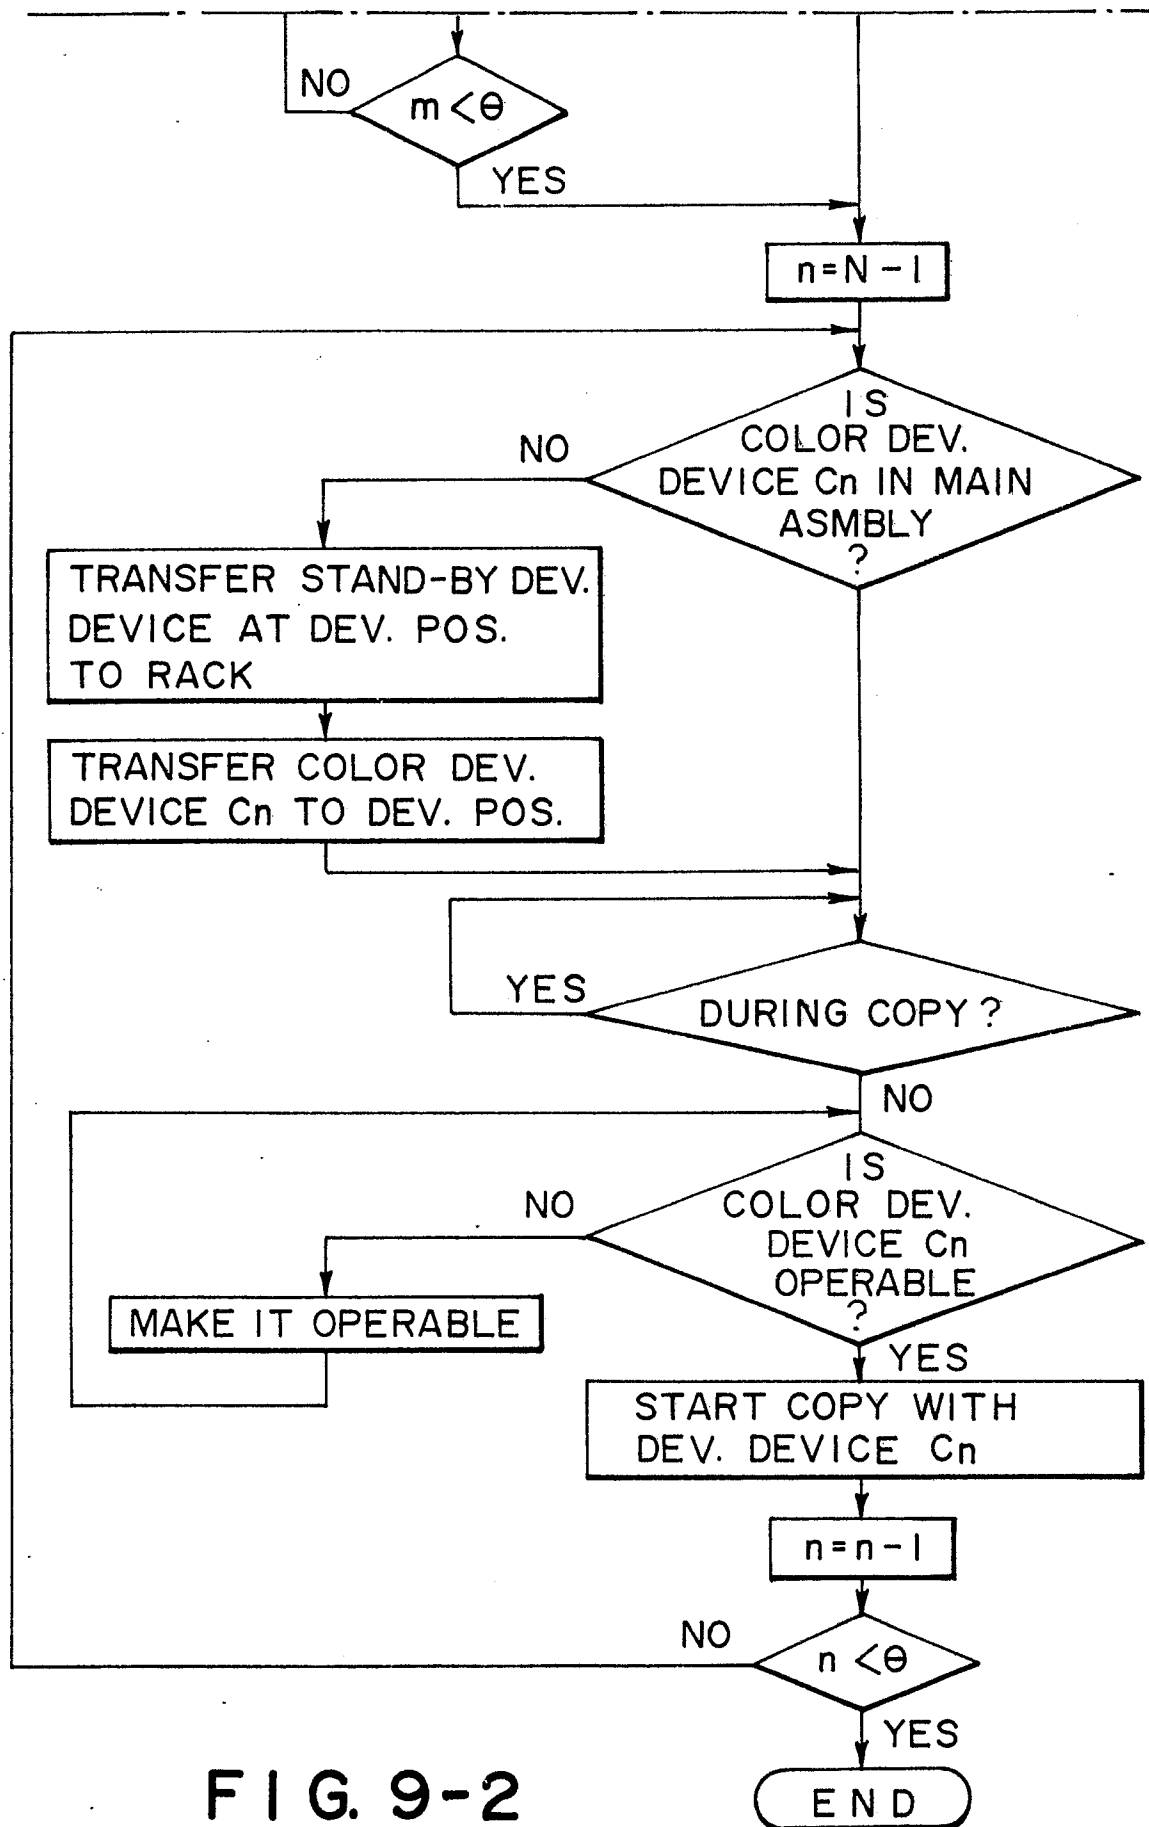 NO
m<θ
YES
n=N-1
IS
COLOR DEV.
DEVICE Cn IN MAIN
ASMBLY
?
NO
TRANSFER STAND-BY DEV.
DEVICE AT DEV. POS.
TO RACK
TRANSFER COLOR DEV.
DEVICE Cn TO DEV. POS.
YES
DURING COPY?
NO
IS
COLOR DEV.
DEVICE Cn
OPERABLE
?
NO
MAKE IT OPERABLE
YES
START COPY WITH
DEV. DEVICE Cn
n=n-1
NO
n<θ
YES
END
FIG. 9-2